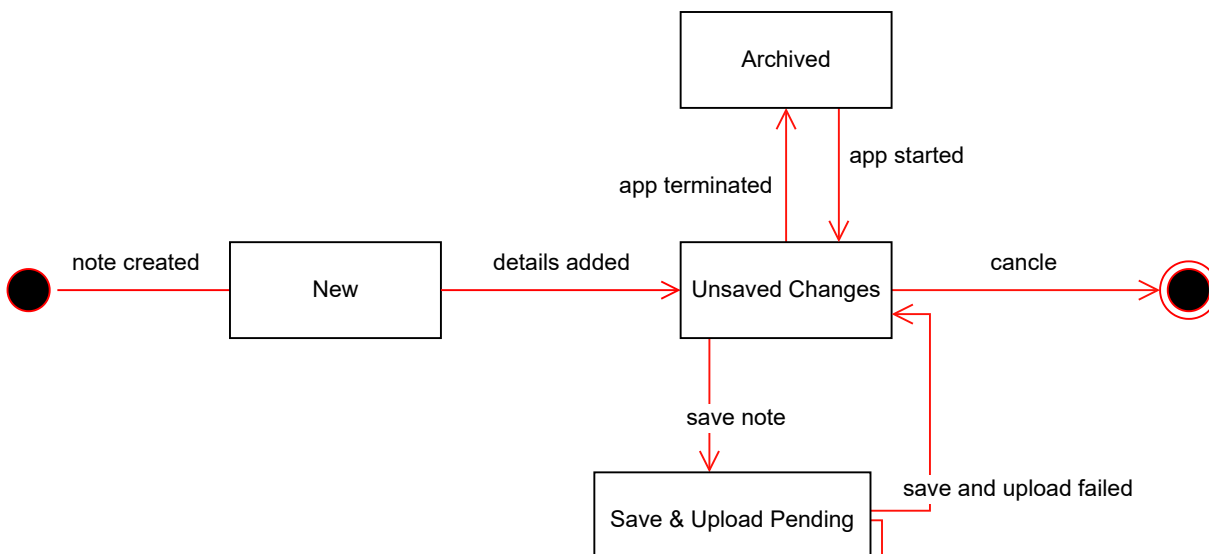 Archived
app started
app terminated
note created
details added
cancle
New
Unsaved Changes
save note
save and upload failed
Save & Upload Pending